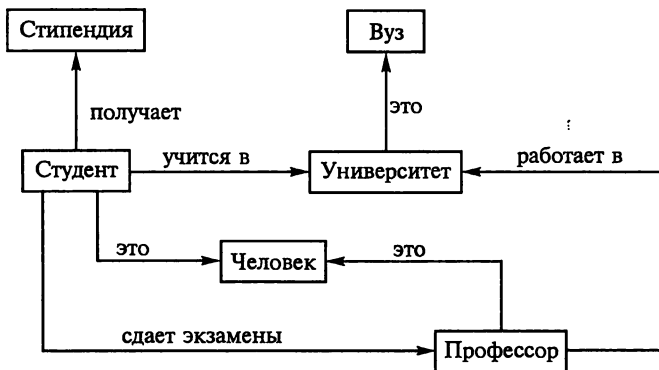 Стипендия
Вуз
получает
это
Студент
учится в
Университет
работает в
это
Человек
это
сдает экзамены
Профессор